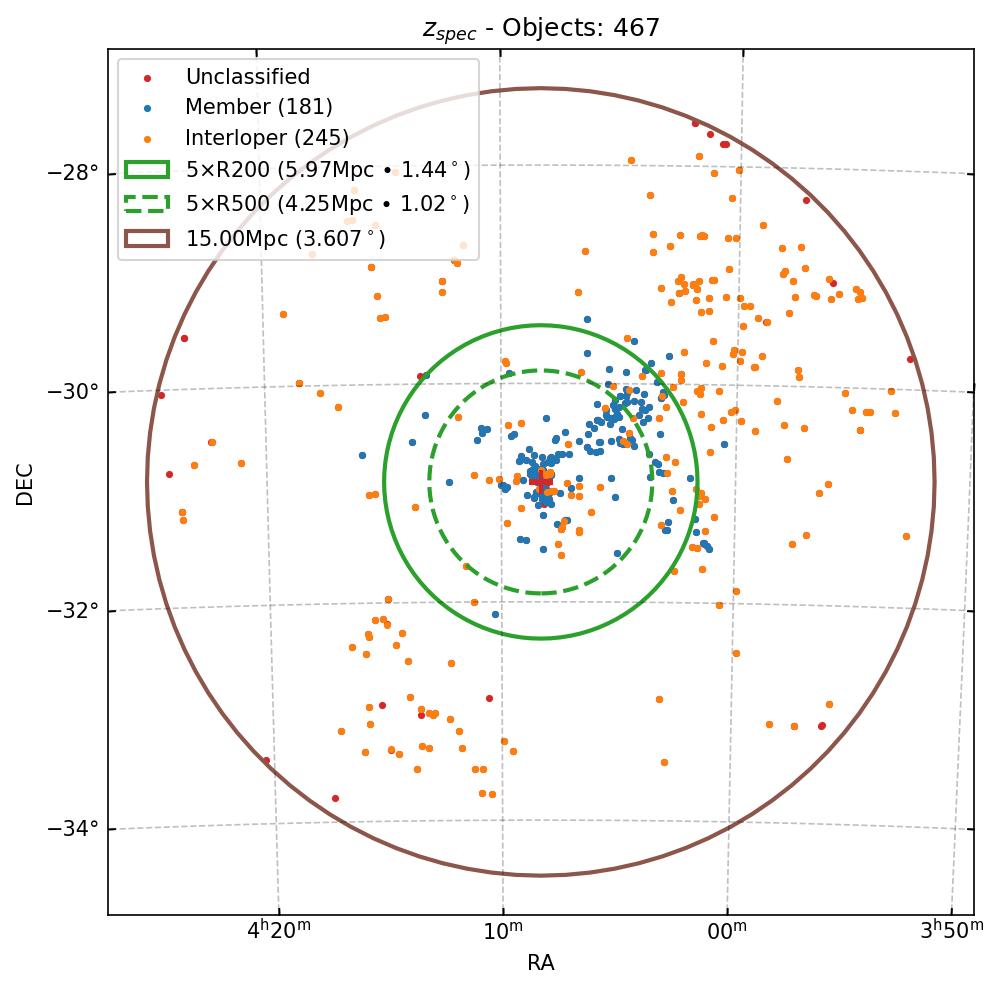 z_spec - Objects: 467
Unclassified
Member (181)
Interloper (245)
5×R200 (5.97Mpc • 1.44°)
5×R500 (4.25Mpc • 1.02°)
15.00Mpc (3.607°)
−28°
−30°
DEC
−32°
−34°
4ʰ20ᵐ 10ᵐ 00ᵐ 3ʰ50ᵐ
RA